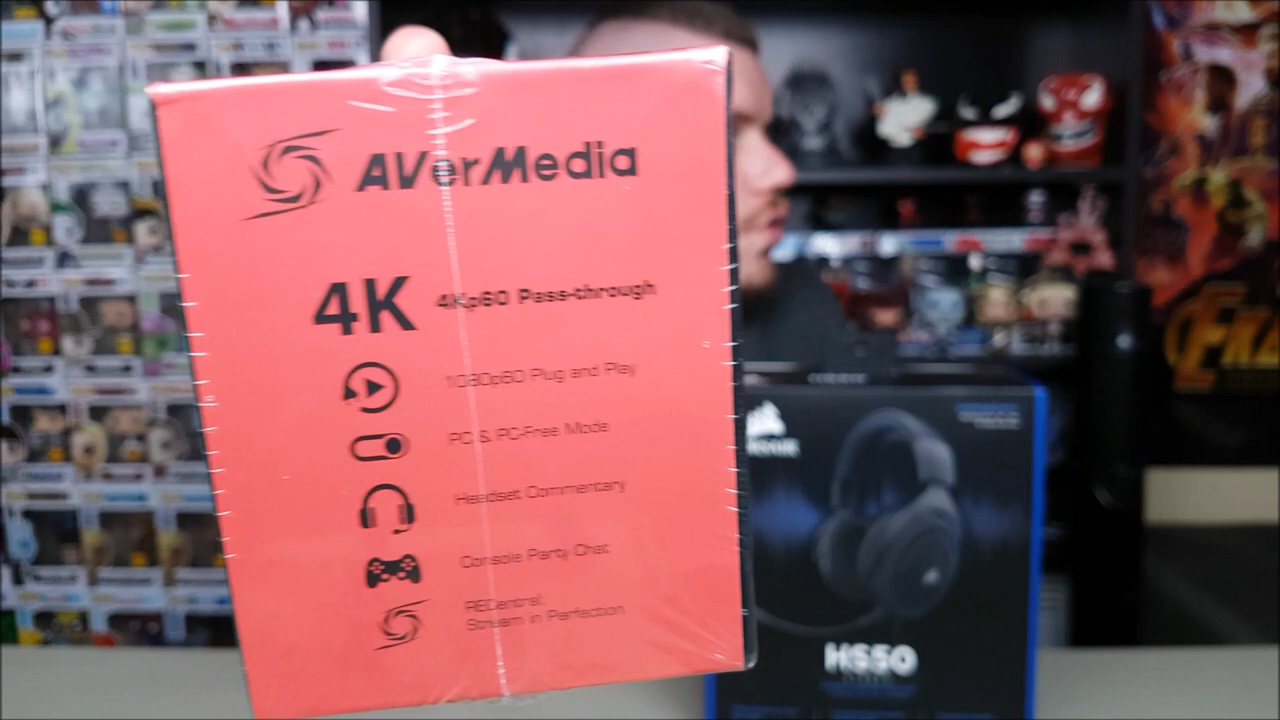 AVerMedia
4K
4Kp60 Pass-through
1080p60 Plug and Play
PC & PC-Free Mode
Headset Commentary
Console Party Chat
RECentral:
Stream in Perfection
HS50